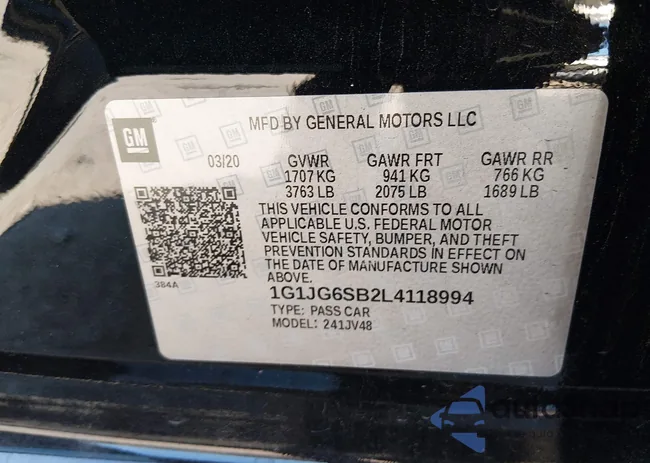 GM
MFD BY GENERAL MOTORS LLC
03/20 GVWR GAWR FRT GAWR RR
1707 KG 941 KG 766 KG
3763 LB 2075 LB 1689 LB
THIS VEHICLE CONFORMS TO ALL
APPLICABLE U.S. FEDERAL MOTOR
VEHICLE SAFETY, BUMPER, AND THEFT
PREVENTION STANDARDS IN EFFECT ON
THE DATE OF MANUFACTURE SHOWN
ABOVE.
384A
1G1JG6SB2L4118994
TYPE: PASS CAR
MODEL: 241JV48